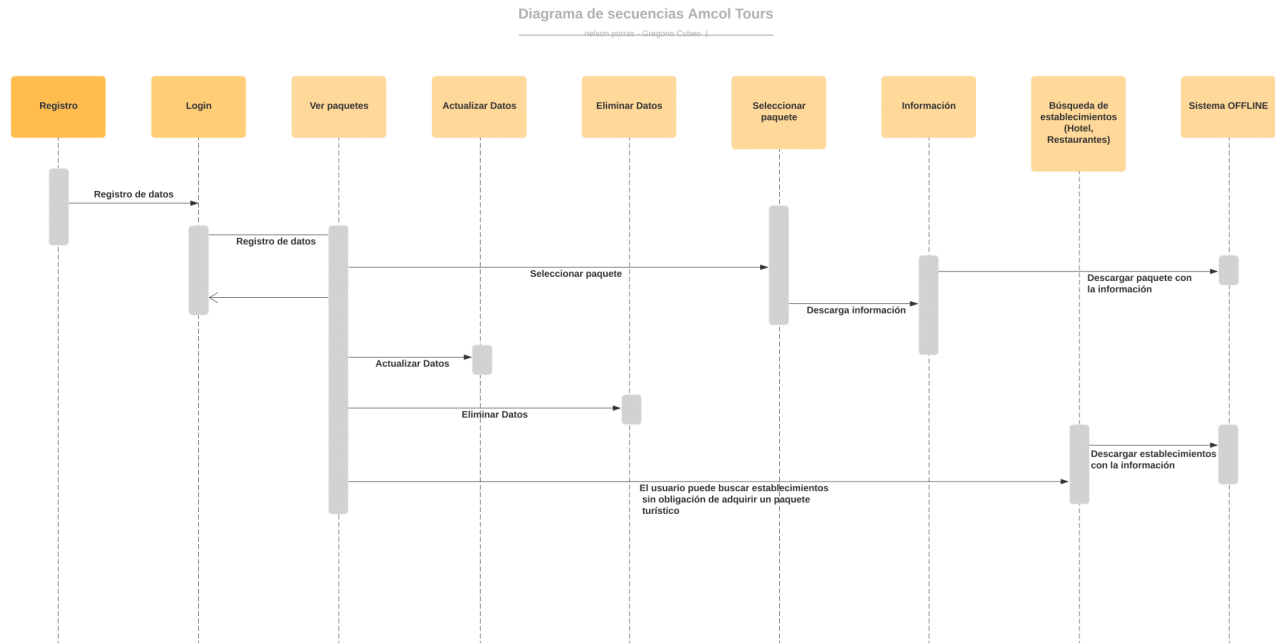 Diagrama de secuencias Amcol Tours
nelson porras - Gregorio Cubeo |
Registro
Login
Ver paquetes
Actualizar Datos
Eliminar Datos
Seleccionar
paquete
Información
Búsqueda de
establecimientos
(Hotel,
Restaurantes)
Sistema OFFLINE
Registro de datos
Registro de datos
Seleccionar paquete
Descargar paquete con
la información
Descarga información
Actualizar Datos
Eliminar Datos
Descargar establecimientos
con la información
El usuario puede buscar establecimientos
sin obligación de adquirir un paquete
turístico